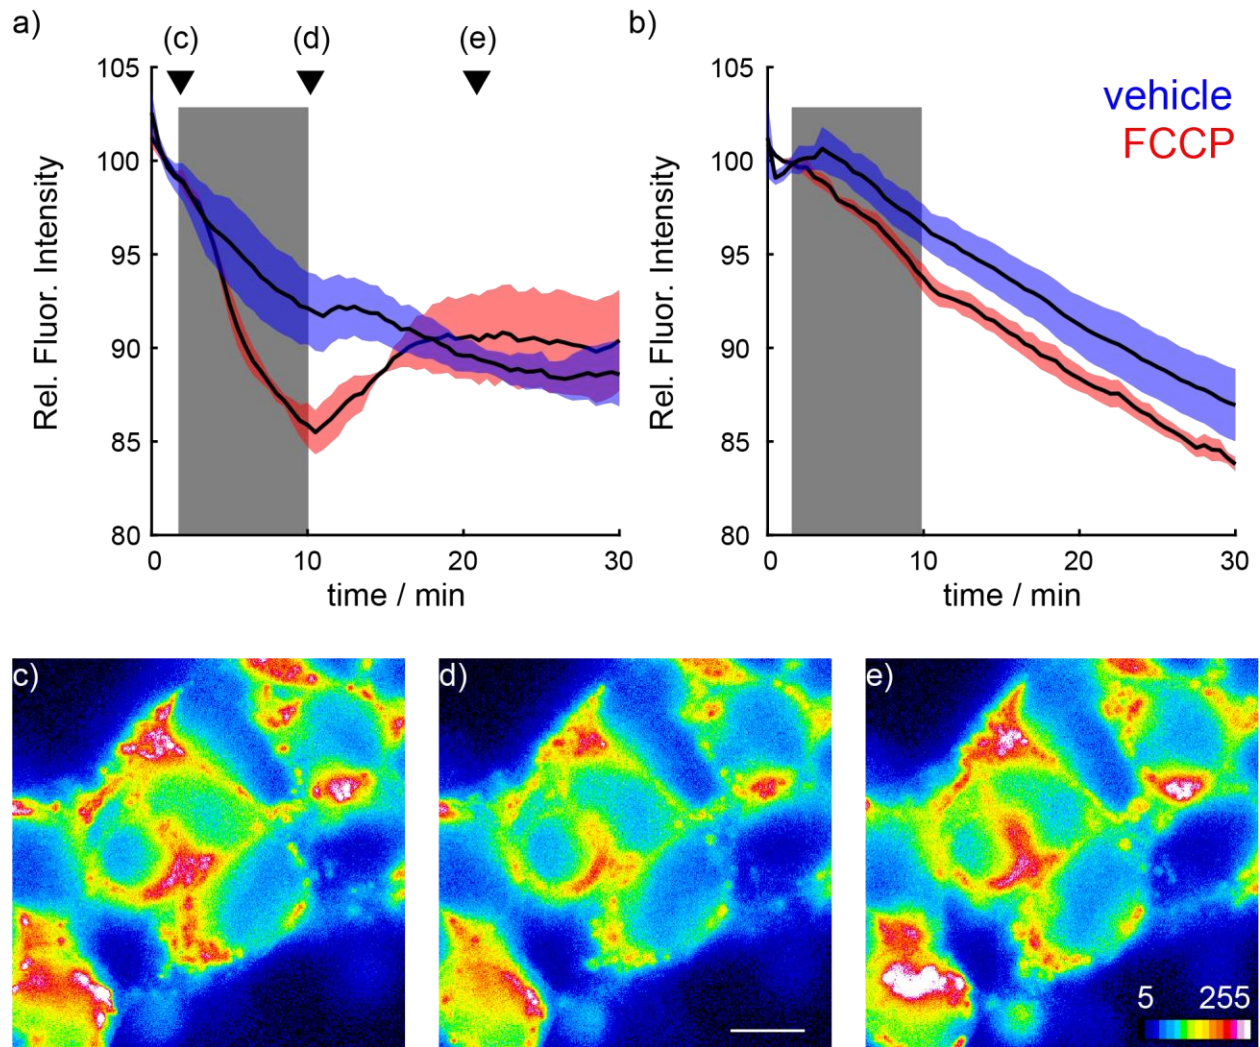 a)
(c) (d) (e)
105
100
95
90
85
80
Rel. Fluor. Intensity
0 10 20 30
time / min
b)
vehicle
FCCP
105
100
95
90
85
80
Rel. Fluor. Intensity
0 10 20 30
time / min
c)
d)
e)
5 255